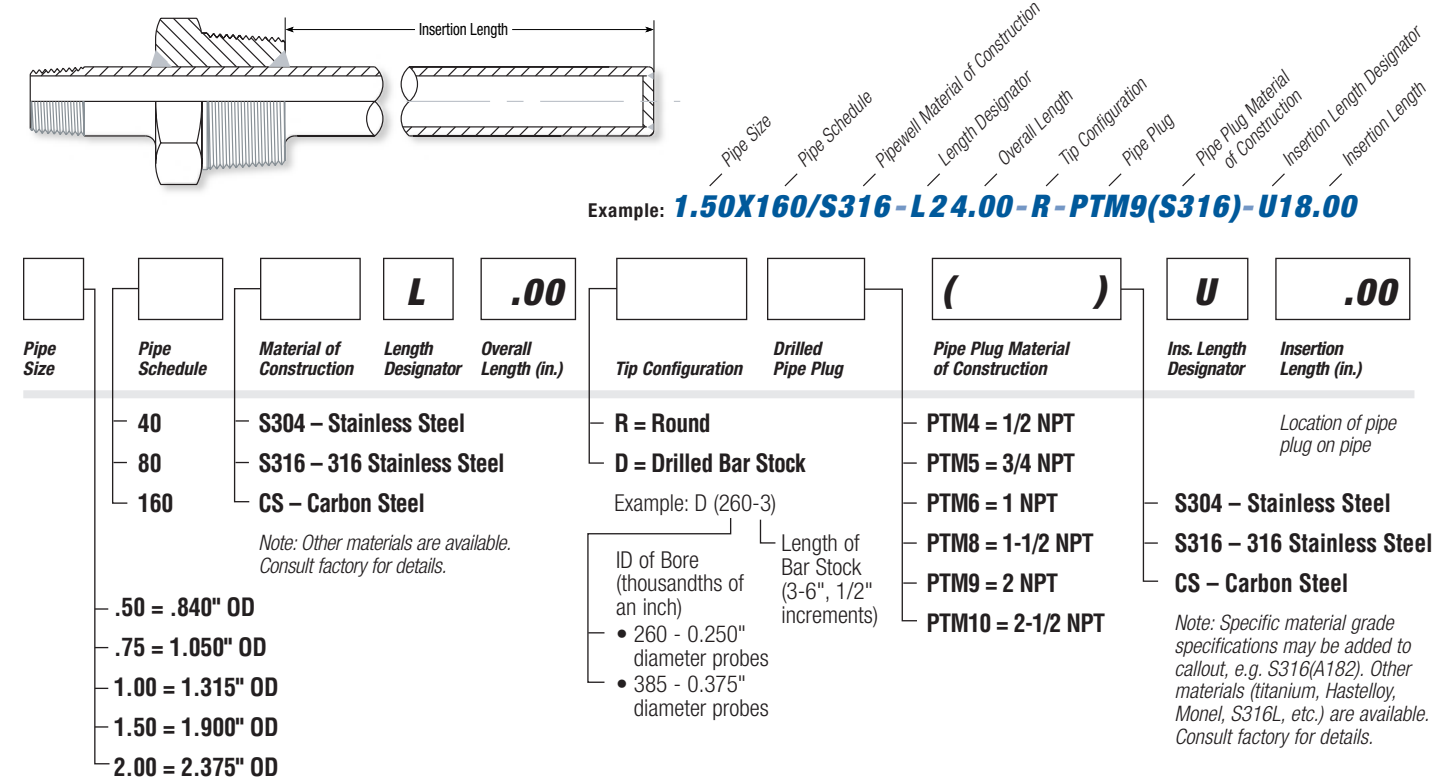 Insertion Length
Pipe Size
Pipe Schedule
Pipewell Material of Construction
Length Designator
Overall Length
Tip Configuration
Pipe Plug
Pipe Plug Material
of Construction
Insertion Length Designator
Insertion Length
Example: 1.50X160/S316-L24.00-R-PTM9(S316)-U18.00
L
.00
( )
U
.00
Pipe
Size
Pipe
Schedule
Material of
Construction
Length
Designator
Overall
Length (in.)
Tip Configuration
Drilled
Pipe Plug
Pipe Plug Material
of Construction
Ins. Length
Designator
Insertion
Length (in.)
40
80
160
S304 – Stainless Steel
S316 – 316 Stainless Steel
CS – Carbon Steel
Note: Other materials are available.
Consult factory for details.
.50 = .840" OD
.75 = 1.050" OD
1.00 = 1.315" OD
1.50 = 1.900" OD
2.00 = 2.375" OD
R = Round
D = Drilled Bar Stock
Example: D (260-3)
ID of Bore
(thousandths of
an inch)
• 260 - 0.250"
diameter probes
• 385 - 0.375"
diameter probes
Length of
Bar Stock
(3-6", 1/2"
increments)
PTM4 = 1/2 NPT
PTM5 = 3/4 NPT
PTM6 = 1 NPT
PTM8 = 1-1/2 NPT
PTM9 = 2 NPT
PTM10 = 2-1/2 NPT
Location of pipe
plug on pipe
S304 – Stainless Steel
S316 – 316 Stainless Steel
CS – Carbon Steel
Note: Specific material grade
specifications may be added to
callout, e.g. S316(A182). Other
materials (titanium, Hastelloy,
Monel, S316L, etc.) are available.
Consult factory for details.